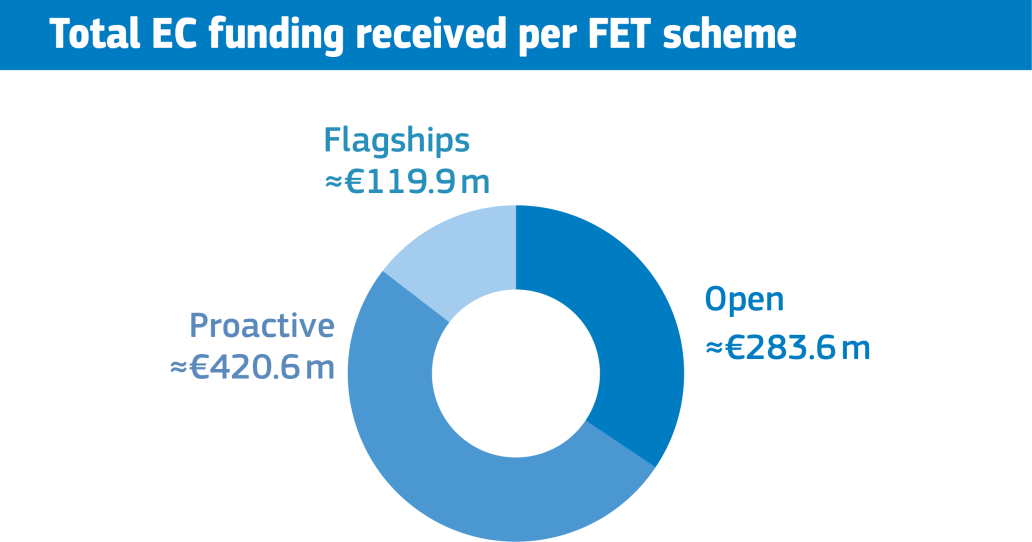 Total EC funding received per FET scheme
Flagships
≈€119.9 m
Open
≈€283.6 m
Proactive
≈€420.6 m